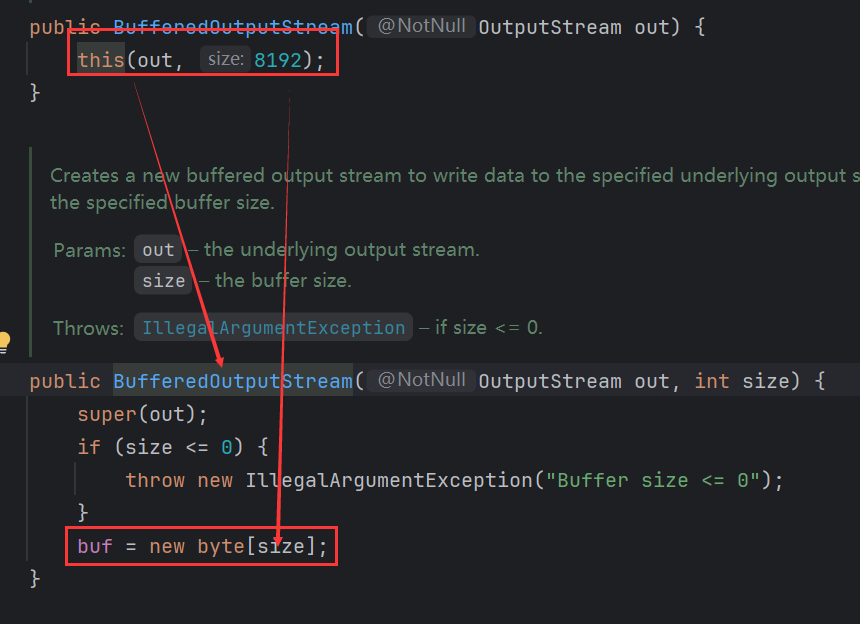 public BufferedOutputStream(@NotNull OutputStream out) {
this(out, size: 8192);
}
Creates a new buffered output stream to write data to the specified underlying output s
the specified buffer size.
Params: out – the underlying output stream.
size – the buffer size.
Throws: IllegalArgumentException – if size <= 0.
public BufferedOutputStream(@NotNull OutputStream out, int size) {
super(out);
if (size <= 0) {
throw new IllegalArgumentException("Buffer size <= 0");
}
buf = new byte[size];
}